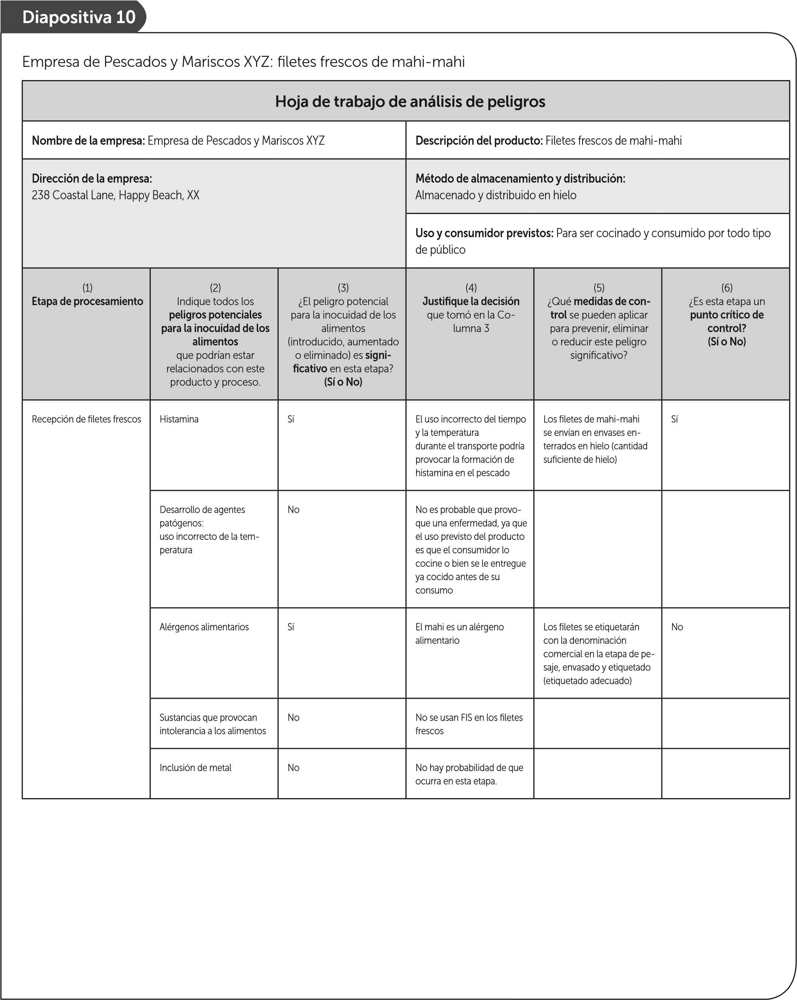 Diapositiva 10
Empresa de Pescados y Mariscos XYZ: filetes frescos de mahi-mahi
Hoja de trabajo de análisis de peligros
Nombre de la empresa: Empresa de Pescados y Mariscos XYZ
Descripción del producto: Filetes frescos de mahi-mahi
Dirección de la empresa:
238 Coastal Lane, Happy Beach, XX
Método de almacenamiento y distribución:
Almacenado y distribuido en hielo
Uso y consumidor previstos: Para ser cocinado y consumido por todo tipo
de público
(1)
Etapa de procesamiento
(2)
Indique todos los
peligros potenciales
para la inocuidad de los
alimentos
que podrían estar
relacionados con este
producto y proceso.
(3)
¿El peligro potencial
para la inocuidad de los
alimentos
(introducido, aumentado
o eliminado) es signi-
ficativo en esta etapa?
(Sí o No)
(4)
Justifique la decisión
que tomó en la Co-
lumna 3
(5)
¿Qué medidas de con-
trol se pueden aplicar
para prevenir, eliminar
o reducir este peligro
significativo?
(6)
¿Es esta etapa un
punto crítico de
control?
(Sí o No)
Recepción de filetes frescos
Histamina
Sí
El uso incorrecto del tiempo
y la temperatura
durante el transporte podría
provocar la formación de
histamina en el pescado
Los filetes de mahi-mahi
se envían en envases en-
terrados en hielo (cantidad
suficiente de hielo)
Sí
Desarrollo de agentes
patógenos:
uso incorrecto de la tem-
peratura
No
No es probable que provo-
que una enfermedad, ya que
el uso previsto del producto
es que el consumidor lo
cocine o bien se le entregue
ya cocido antes de su
consumo
Alérgenos alimentarios
Sí
El mahi es un alérgeno
alimentario
Los filetes se etiquetarán
con la denominación
comercial en la etapa de pe-
saje, envasado y etiquetado
(etiquetado adecuado)
No
Sustancias que provocan
intolerancia a los alimentos
No
No se usan FIS en los filetes
frescos
Inclusión de metal
No
No hay probabilidad de que
ocurra en esta etapa.